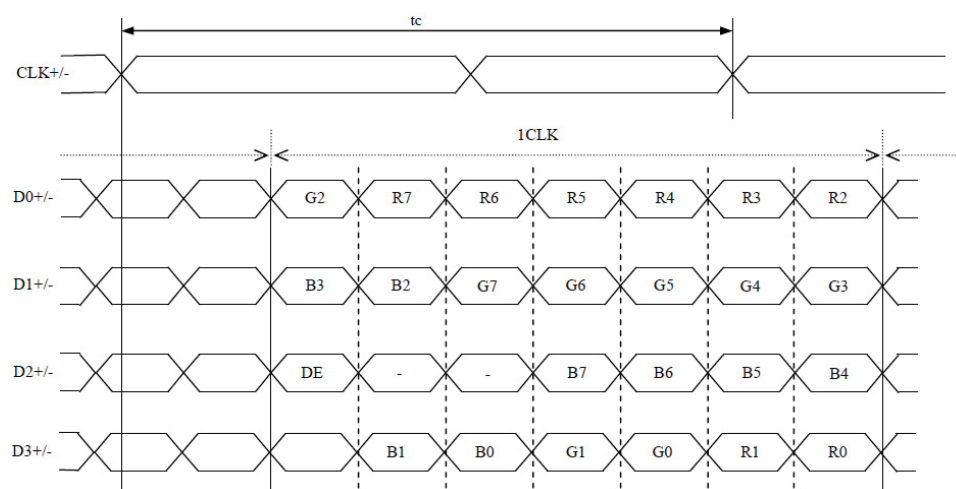 tc
CLK+/-
1CLK
D0+/- G2 R7 R6 R5 R4 R3 R2
D1+/- B3 B2 G7 G6 G5 G4 G3
D2+/- DE - - B7 B6 B5 B4
D3+/- B1 B0 G1 G0 R1 R0